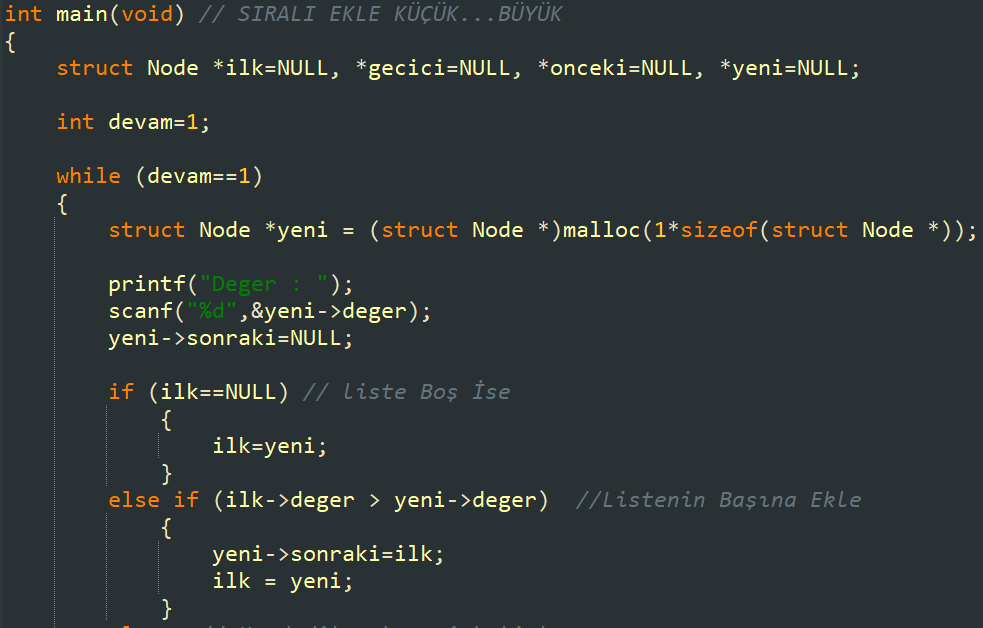 int main(void) // SIRALI EKLE KÜÇÜK...BÜYÜK
{
struct Node *ilk=NULL, *gecici=NULL, *onceki=NULL, *yeni=NULL;
int devam=1;
while (devam==1)
{
struct Node *yeni = (struct Node *)malloc(1*sizeof(struct Node *));
printf("Deger : ");
scanf("%d",&yeni->deger);
yeni->sonraki=NULL;
if (ilk==NULL) // liste Boş İse
{
ilk=yeni;
}
else if (ilk->deger > yeni->deger) //Listenin Başına Ekle
{
yeni->sonraki=ilk;
ilk = yeni;
}